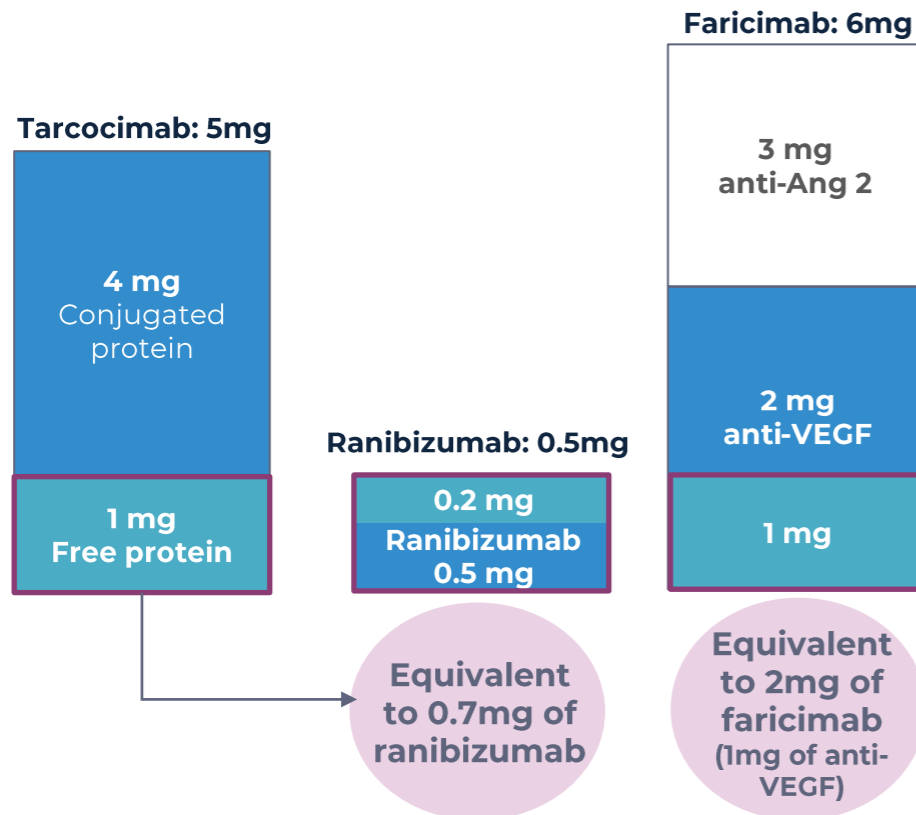 Faricimab: 6mg
3 mg
anti-Ang 2
2 mg
anti-VEGF
1 mg
Equivalent
to 2mg of
faricimab
(1mg of anti-
VEGF)
Tarcocimab: 5mg
4 mg
Conjugated
protein
1 mg
Free protein
Ranibizumab: 0.5mg
0.2 mg
Ranibizumab
0.5 mg
Equivalent
to 0.7mg of
ranibizumab